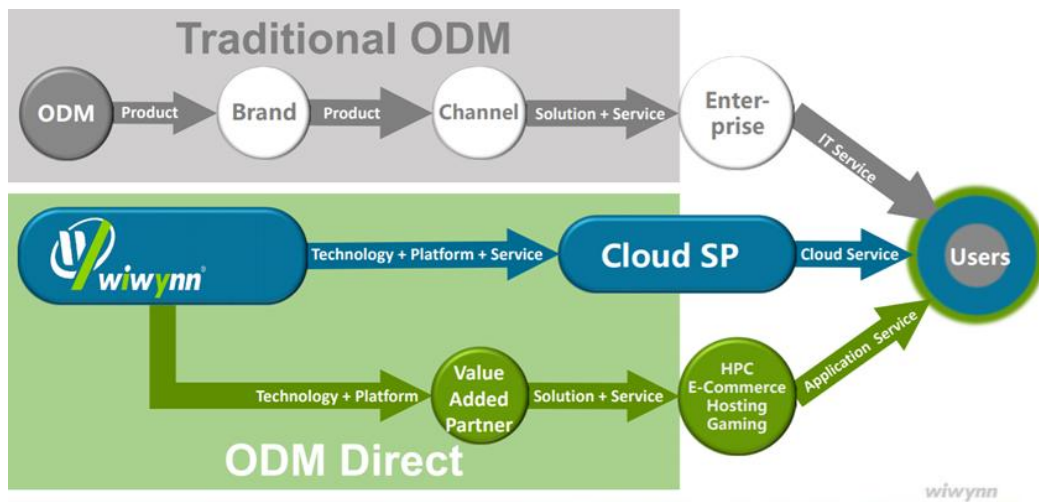 Traditional ODM
ODM
Product
Brand
Product
Channel
Solution + Service
Enter-
prise
IT Service
wiwynn®
Technology + Platform + Service
Cloud SP
Cloud Service
Users
Technology + Platform
Value
Added
Partner
Solution + Service
HPC
E-Commerce
Hosting
Gaming
Application Service
ODM Direct
wiwynn